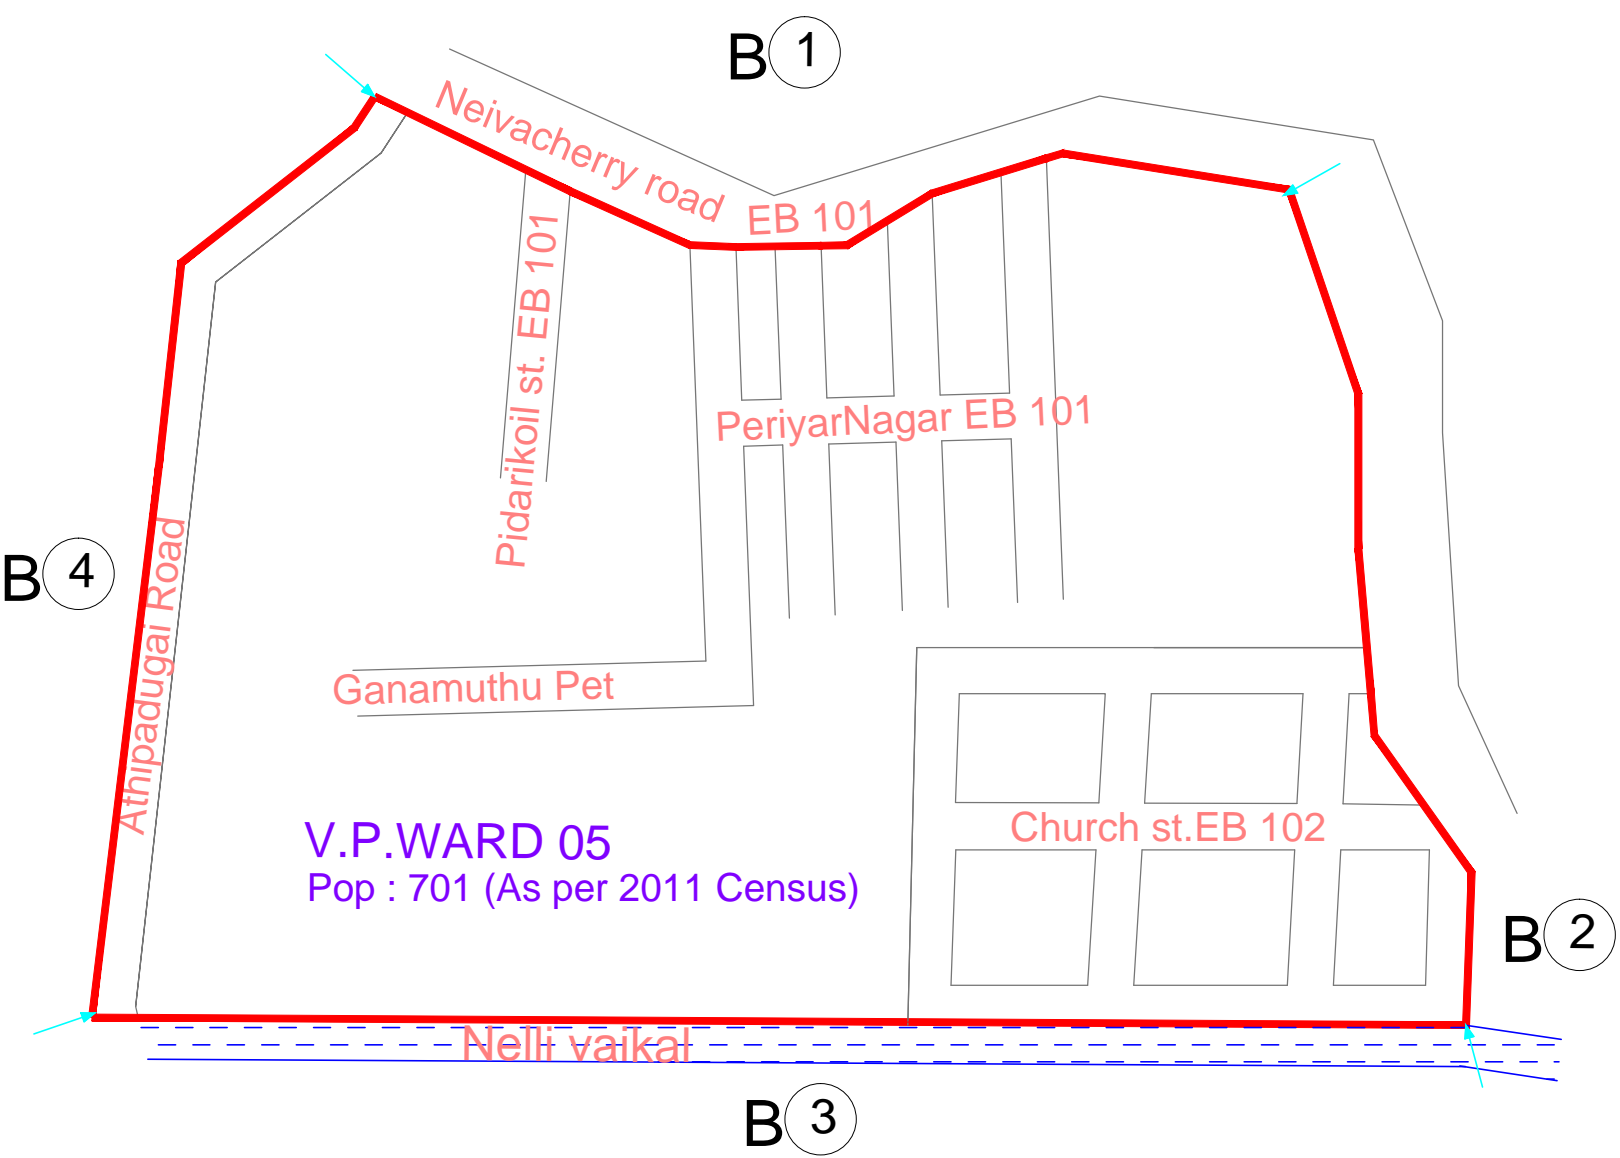 B 1
Neivacherry road
EB 101
Pidarikoil st. EB 101
PeriyarNagar EB 101
B 4
Athipadugai Road
Ganamuthu Pet
Church st.EB 102
V.P.WARD 05
Pop : 701 (As per 2011 Census)
B 2
Nelli vaikal
B 3